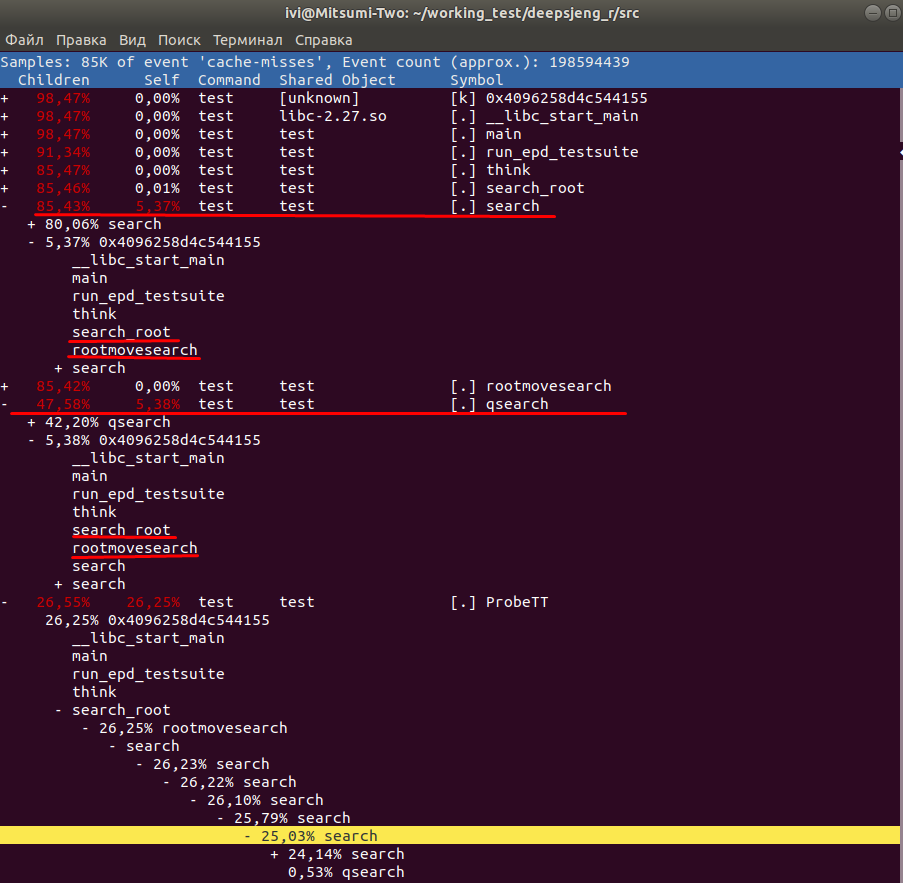 ivi@Mitsumi-Two: ~/working_test/deepsjeng_r/src
Файл Правка Вид Поиск Терминал Справка
Samples: 85K of event 'cache-misses', Event count (approx.): 198594439
Children Self Command Shared Object Symbol
+ 98,47% 0,00% test [unknown] [k] 0x4096258d4c544155
+ 98,47% 0,00% test libc-2.27.so [.] __libc_start_main
+ 98,47% 0,00% test test [.] main
+ 91,34% 0,00% test test [.] run_epd_testsuite
+ 85,47% 0,00% test test [.] think
+ 85,46% 0,01% test test [.] search_root
- 85,43% 5,37% test test [.] search
+ 80,06% search
- 5,37% 0x4096258d4c544155
__libc_start_main
main
run_epd_testsuite
think
search_root
rootmovesearch
+ search
+ 85,42% 0,00% test test [.] rootmovesearch
- 47,58% 5,38% test test [.] qsearch
+ 42,20% qsearch
- 5,38% 0x4096258d4c544155
__libc_start_main
main
run_epd_testsuite
think
search_root
rootmovesearch
search
+ search
- 26,55% 26,25% test test [.] ProbeTT
26,25% 0x4096258d4c544155
__libc_start_main
main
run_epd_testsuite
think
- search_root
- 26,25% rootmovesearch
- search
- 26,23% search
- 26,22% search
- 26,10% search
- 25,79% search
- 25,03% search
+ 24,14% search
0,53% qsearch